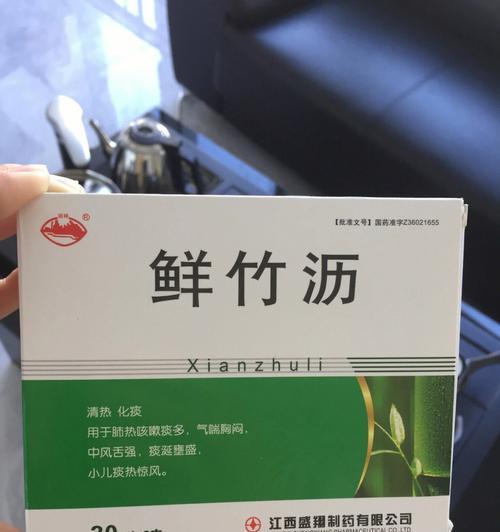 【批准文号】国药准字Z36021655
®
鲜竹沥
Xianzhuli
清热 化痰
用于肺热咳嗽痰多，气喘胸闷，
中风舌强，痰涎壅盛，
小儿痰热惊风。
江西盛翔制药有限公司